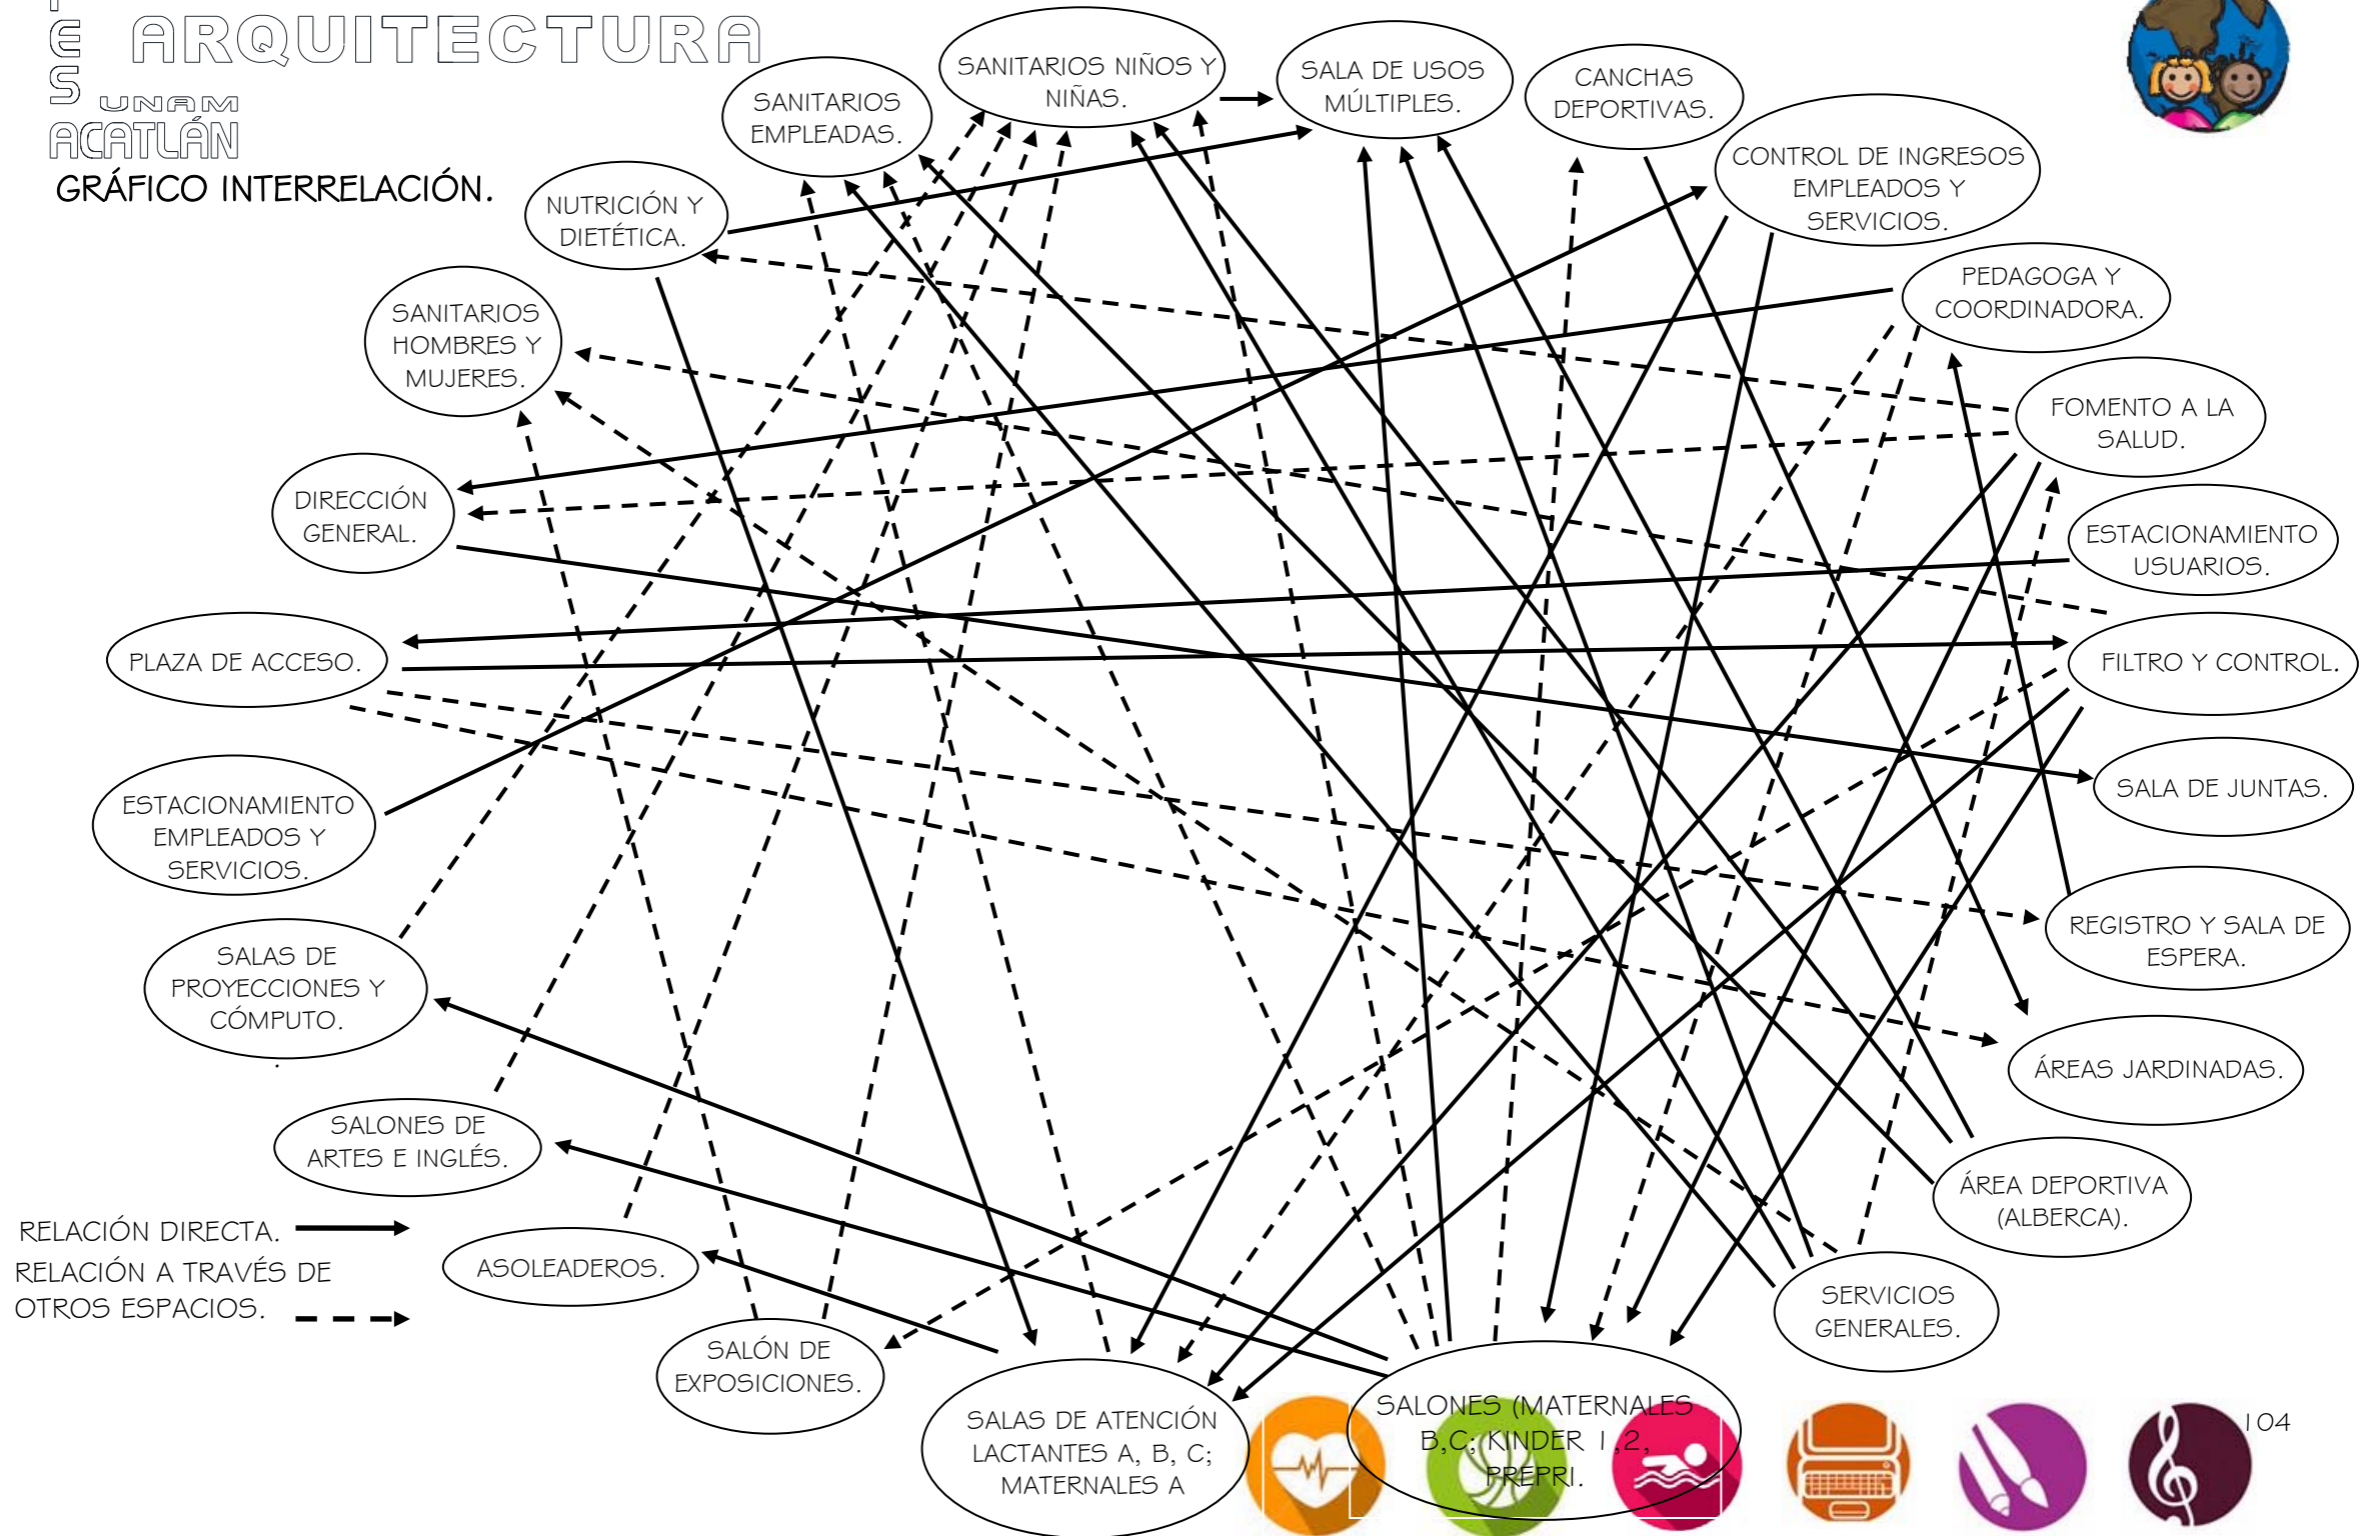 ARQUITECTURA
ES
UNAM
ACATLÁN
GRÁFICO INTERRELACIÓN.
SANITARIOS
EMPLEADAS.
SANITARIOS NIÑOS Y
NIÑAS.
SALA DE USOS
MÚLTIPLES.
CANCHAS
DEPORTIVAS.
CONTROL DE INGRESOS
EMPLEADOS Y
SERVICIOS.
NUTRICIÓN Y
DIETÉTICA.
PEDAGOGA Y
COORDINADORA.
SANITARIOS
HOMBRES Y
MUJERES.
FOMENTO A LA
SALUD.
DIRECCIÓN
GENERAL.
ESTACIONAMIENTO
USUARIOS.
PLAZA DE ACCESO.
FILTRO Y CONTROL.
ESTACIONAMIENTO
EMPLEADOS Y
SERVICIOS.
SALA DE JUNTAS.
SALAS DE
PROYECCIONES Y
CÓMPUTO.
.
REGISTRO Y SALA DE
ESPERA.
ÁREAS JARDINADAS.
SALONES DE
ARTES E INGLÉS.
ÁREA DEPORTIVA
(ALBERCA).
ASOLEADEROS.
SERVICIOS
GENERALES.
SALÓN DE
EXPOSICIONES.
SALAS DE ATENCIÓN
LACTANTES A, B, C;
MATERNALES A
SALONES (MATERNALES
B,C; KINDER 1,2,
PREPRI.
RELACIÓN DIRECTA.
RELACIÓN A TRAVÉS DE
OTROS ESPACIOS.
104